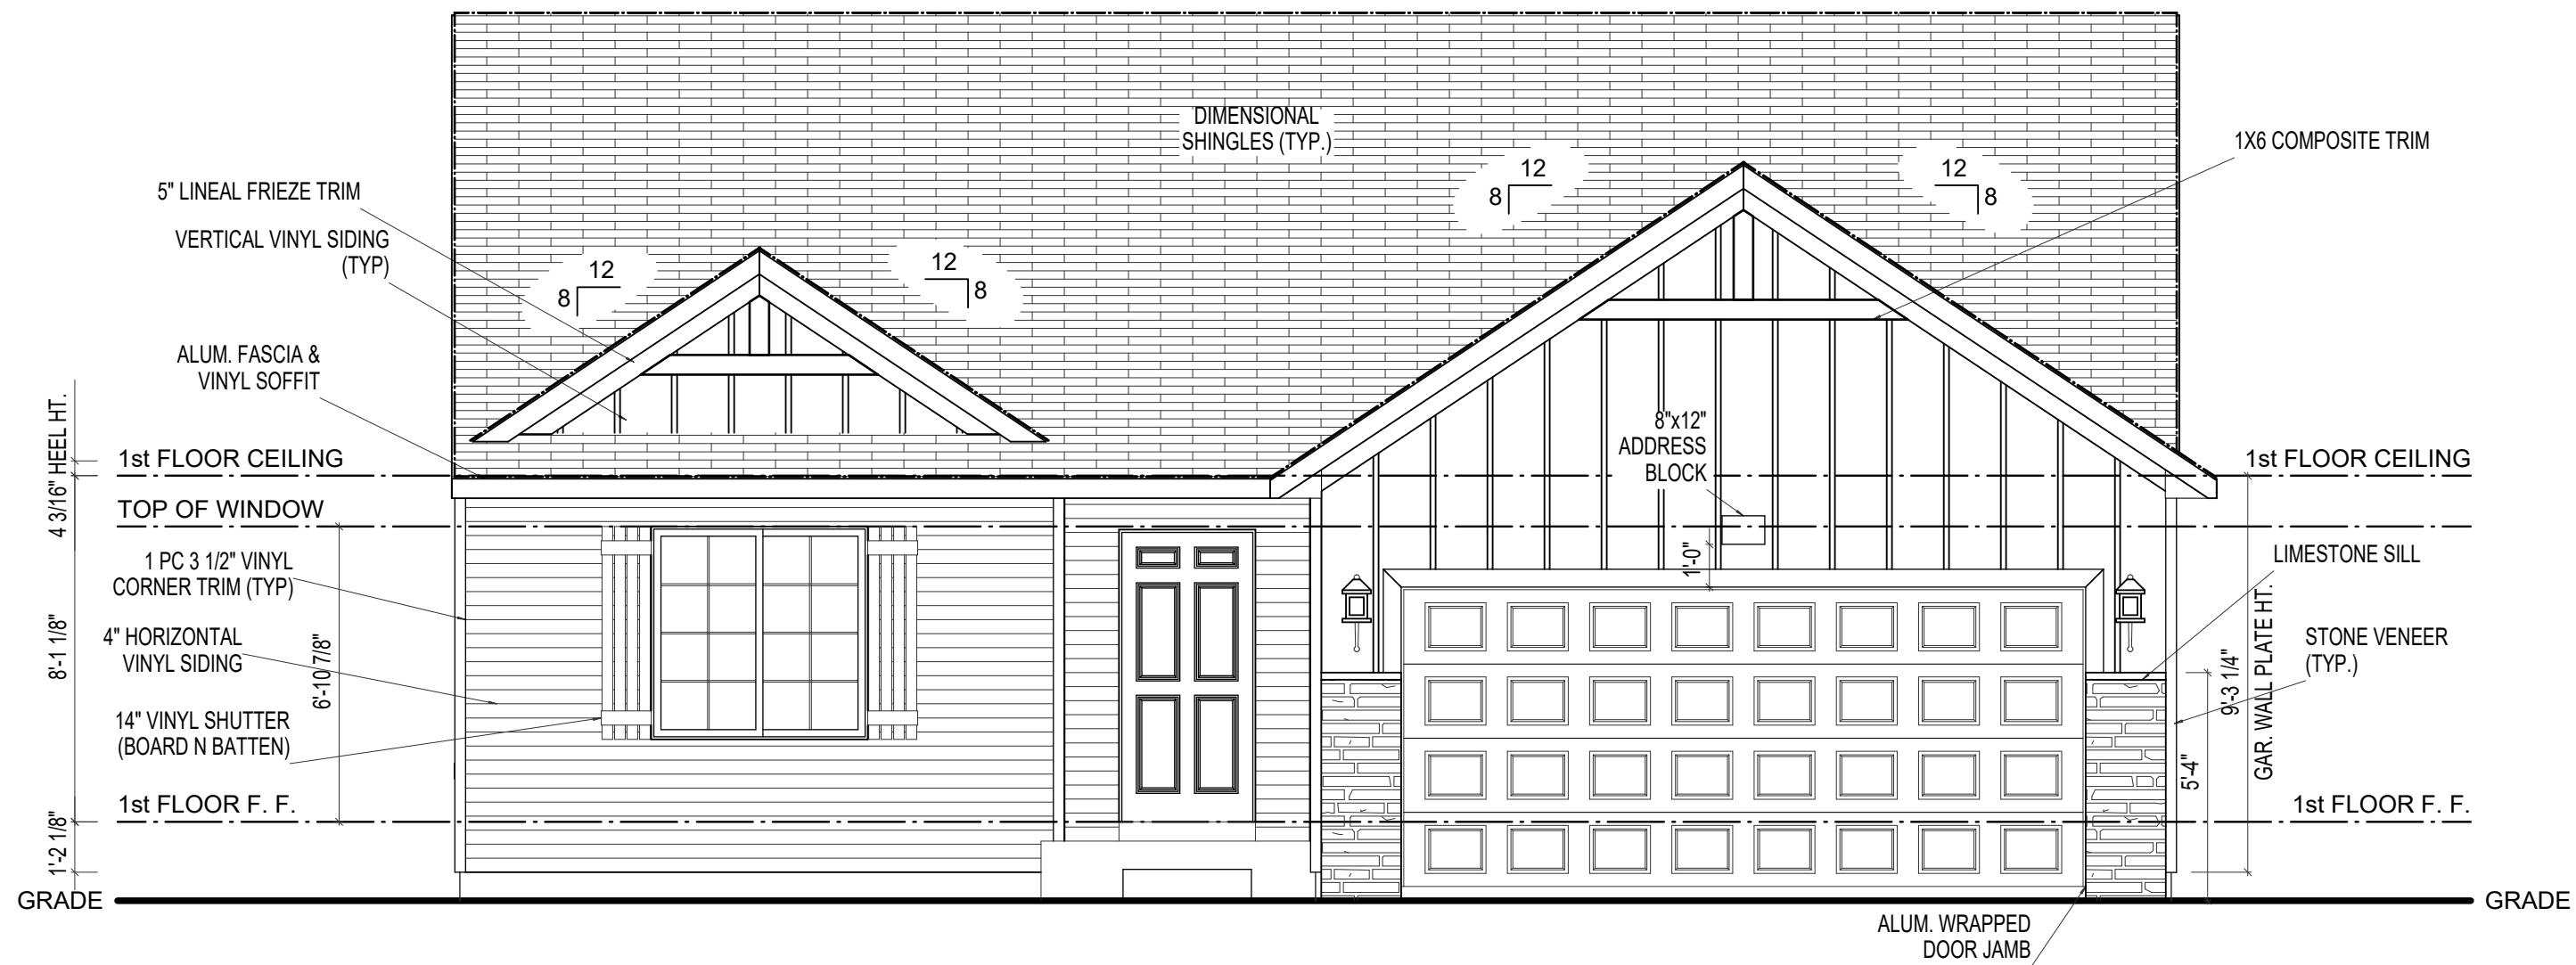 DIMENSIONAL
SHINGLES (TYP.)
12
8
12
8
1X6 COMPOSITE TRIM
5" LINEAL FRIEZE TRIM
VERTICAL VINYL SIDING
(TYP)
12
8
12
8
ALUM. FASCIA &
VINYL SOFFIT
4 3/16" HEEL HT.
1st FLOOR CEILING
8"x12"
ADDRESS
BLOCK
1st FLOOR CEILING
TOP OF WINDOW
1 PC 3 1/2" VINYL
CORNER TRIM (TYP)
1'-0"
LIMESTONE SILL
8'-1 1/8"
4" HORIZONTAL
VINYL SIDING
6'-10 7/8"
9'-3 1/4"
GAR. WALL PLATE HT.
STONE VENEER
(TYP.)
14" VINYL SHUTTER
(BOARD N BATTEN)
5'-4"
1st FLOOR F. F.
1st FLOOR F. F.
1'-2 1/8"
GRADE
GRADE
ALUM. WRAPPED
DOOR JAMB